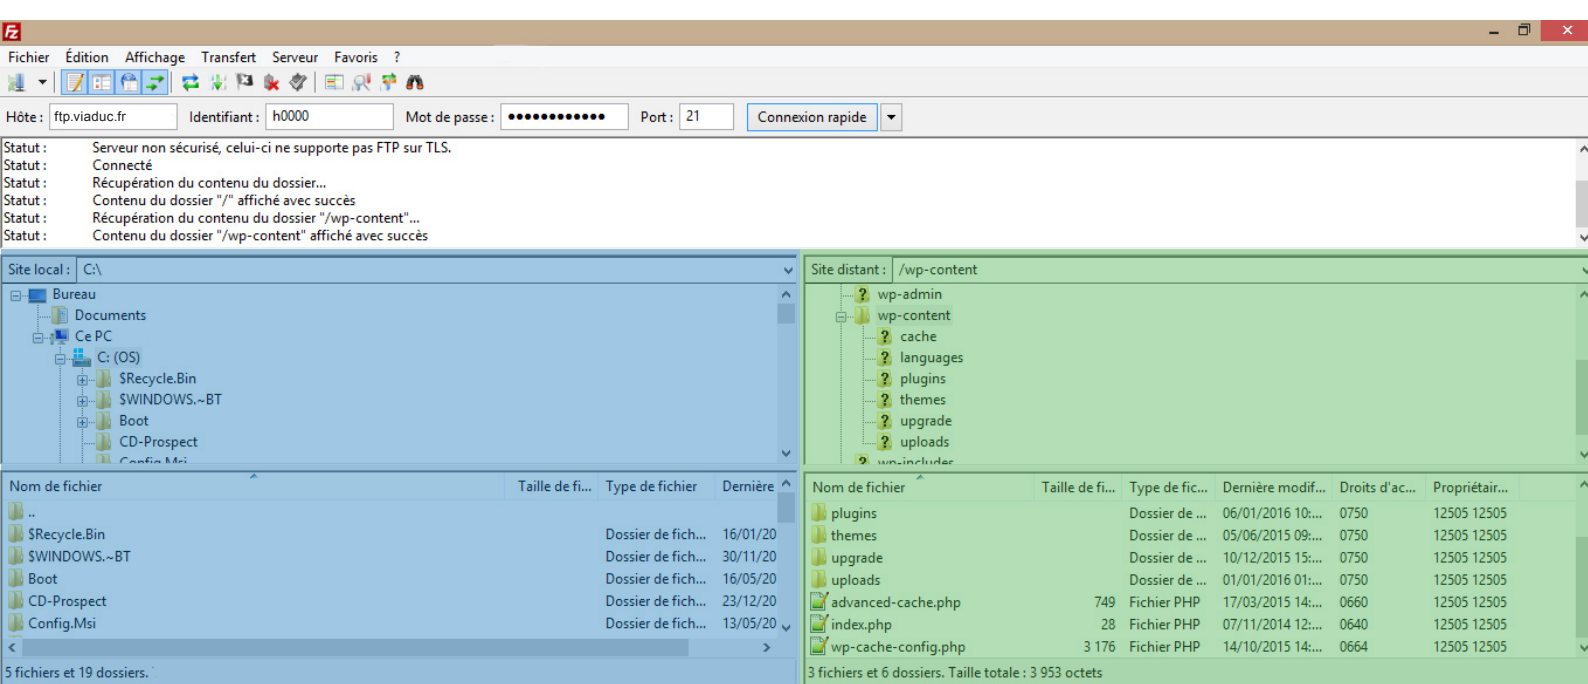 Fz
Fichier Édition Affichage Transfert Serveur Favoris ?
Hôte : ftp.viaduc.fr Identifiant : h0000 Mot de passe : ●●●●●●●●●●●● Port : 21 Connexion rapide
Statut : Serveur non sécurisé, celui-ci ne supporte pas FTP sur TLS.
Statut : Connecté
Statut : Récupération du contenu du dossier...
Statut : Contenu du dossier "/" affiché avec succès
Statut : Récupération du contenu du dossier "/wp-content"...
Statut : Contenu du dossier "/wp-content" affiché avec succès
Site local : C:\
Bureau
Documents
Ce PC
C: (OS)
$Recycle.Bin
$WINDOWS.~BT
Boot
CD-Prospect
Config.Msi
Nom de fichier Taille de fi... Type de fichier Dernière
..
$Recycle.Bin Dossier de fich... 16/01/20
$WINDOWS.~BT Dossier de fich... 30/11/20
Boot Dossier de fich... 16/05/20
CD-Prospect Dossier de fich... 23/12/20
Config.Msi Dossier de fich... 13/05/20
5 fichiers et 19 dossiers.
Site distant : /wp-content
? wp-admin
wp-content
? cache
? languages
? plugins
? themes
? upgrade
? uploads
? wp-includes
Nom de fichier Taille de fi... Type de fic... Dernière modif... Droits d'ac... Propriétair...
plugins Dossier de ... 06/01/2016 10:... 0750 12505 12505
themes Dossier de ... 05/06/2015 09:... 0750 12505 12505
upgrade Dossier de ... 10/12/2015 15:... 0750 12505 12505
uploads Dossier de ... 01/01/2016 01:... 0750 12505 12505
advanced-cache.php 749 Fichier PHP 17/03/2015 14:... 0660 12505 12505
index.php 28 Fichier PHP 07/11/2014 12:... 0640 12505 12505
wp-cache-config.php 3 176 Fichier PHP 14/10/2015 14:... 0664 12505 12505
3 fichiers et 6 dossiers. Taille totale : 3 953 octets